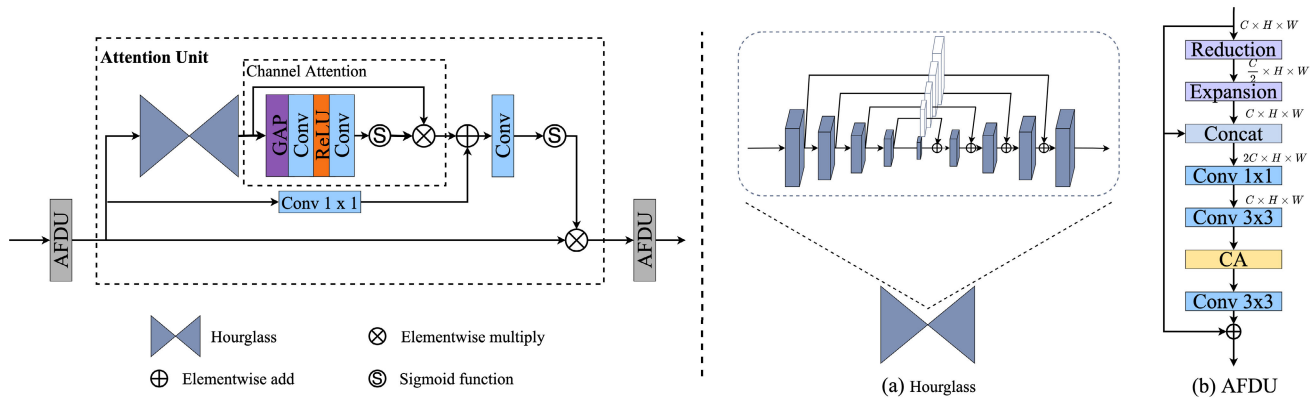 Attention Unit
Channel Attention
GAP
Conv
ReLU
Conv
S
Conv
S
Conv 1 x 1
AFDU
AFDU
Hourglass
Elementwise multiply
Elementwise add
S
Sigmoid function
(a) Hourglass
C × H × W
Reduction
C/2 × H × W
Expansion
C × H × W
Concat
2C × H × W
Conv 1x1
C × H × W
Conv 3x3
CA
Conv 3x3
(b) AFDU